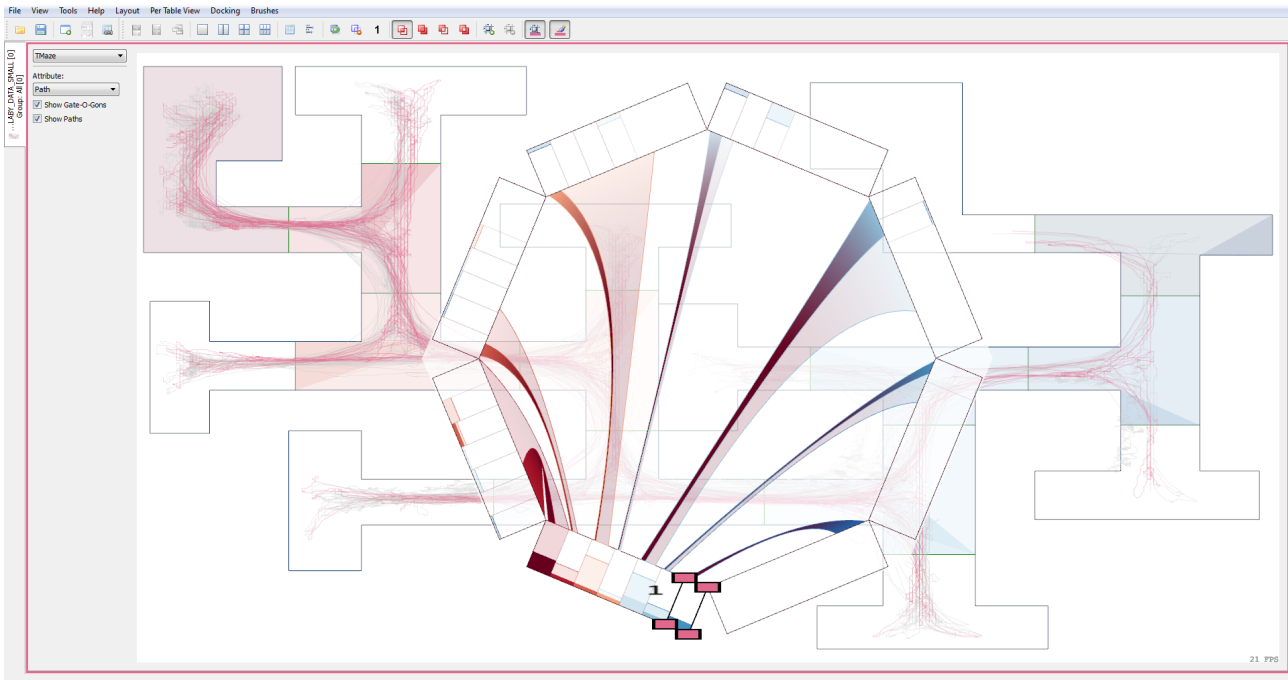 File View Tools Help Layout Per Table View Docking Brushes
1
...LABY_DATA_SMALL [0]
Group: All [0]
TMaze
Attribute:
Path
Show Gate-O-Gons
Show Paths
1
21 FPS